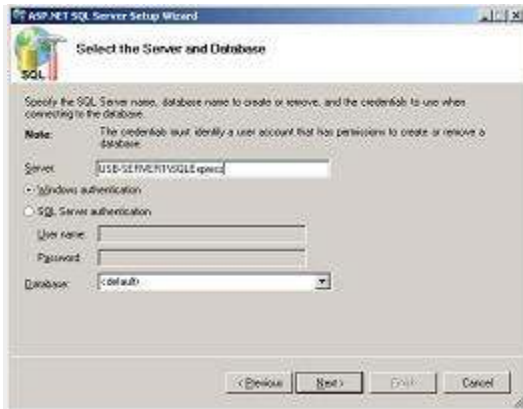 ASP.NET SQL Server Setup Wizard
Select the Server and Database
SQL
Specify the SQL Server name, database name to create or remove, and the credentials to use when
connecting to the database.
Note: The credentials must identify a user account that has permissions to create or remove a
database.
Server:
Windows authentication
SQL Server authentication
User name:
Password:
Database: <default>
< Previous Next > Finish Cancel